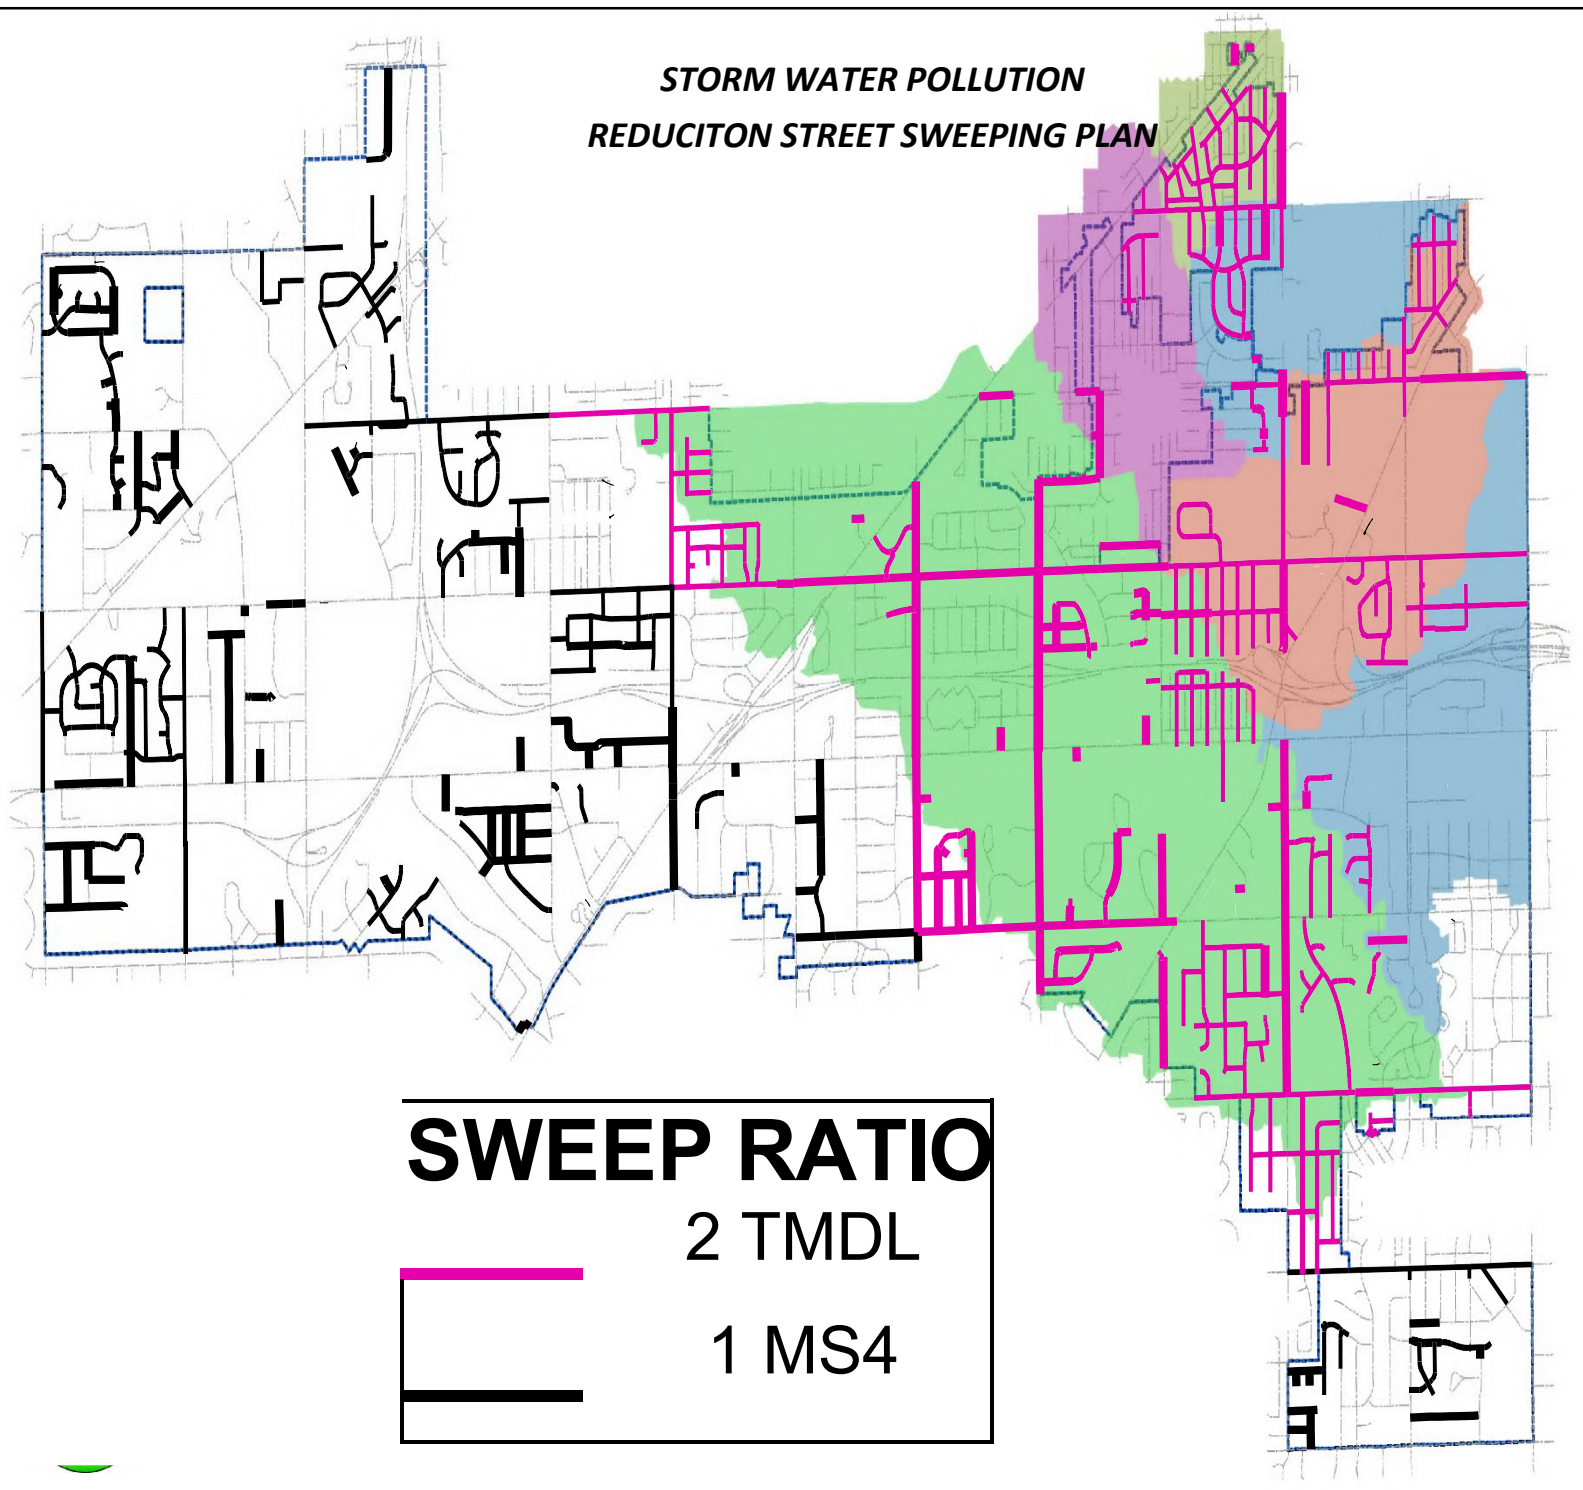 STORM WATER POLLUTION
REDUCITON STREET SWEEPING PLAN
SWEEP RATIO
2 TMDL
1 MS4